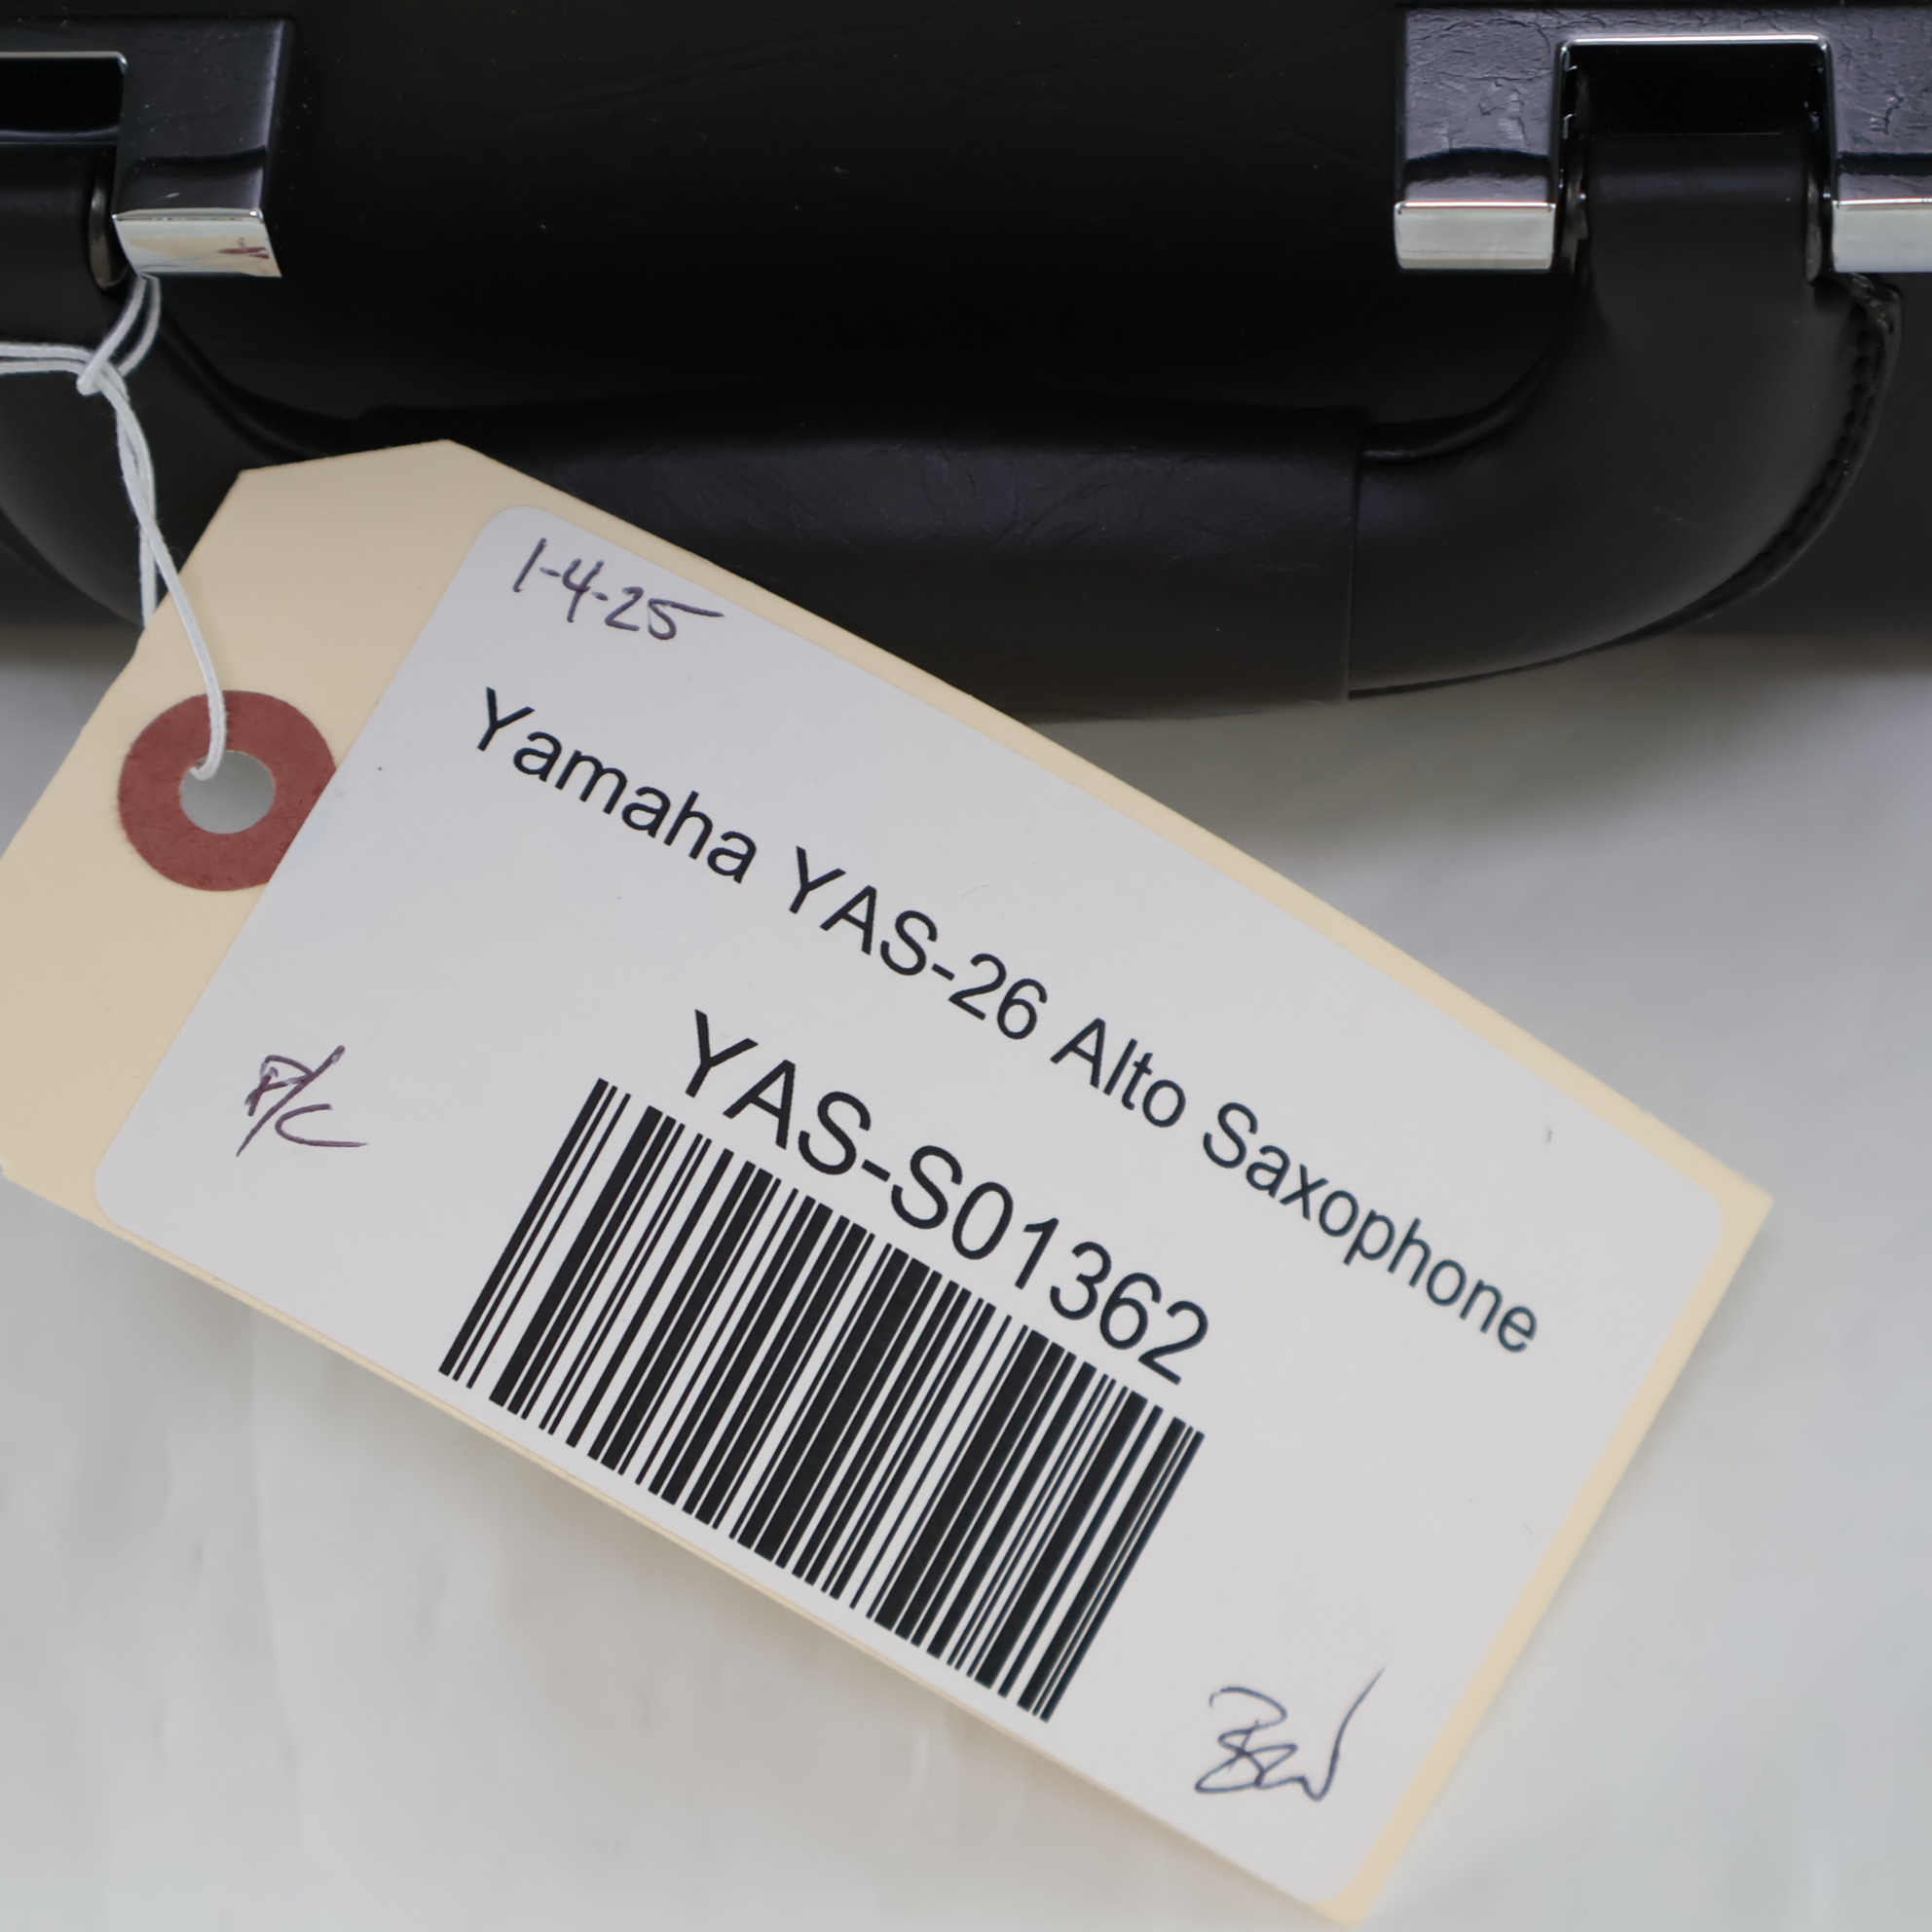 1-4-25
Yamaha YAS-26 Alto Saxophone
YAS-S01362
P/C